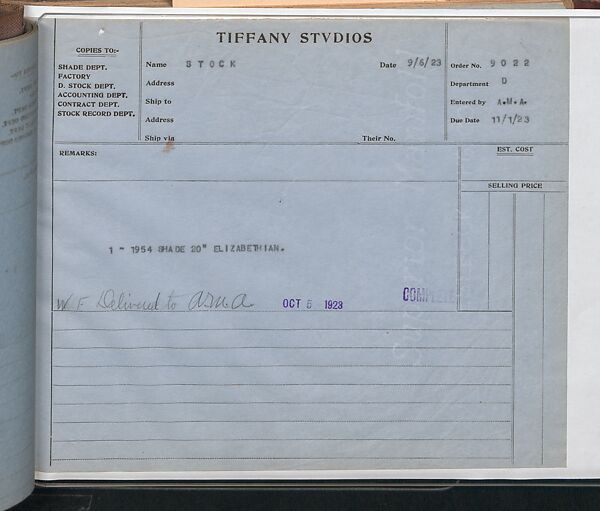 TIFFANY STVDIOS
COPIES TO:-
SHADE DEPT.
FACTORY
D. STOCK DEPT.
ACCOUNTING DEPT.
CONTRACT DEPT.
STOCK RECORD DEPT.
Name STOCK
Date 9/6/23
Address
Ship to
Address
Ship via
Their No.
Order No. 9022
Department D
Entered by A.M.A.
Due Date 11/1/23
REMARKS:
EST. COST
SELLING PRICE
1 - 1954 SHADE 20" ELIZABETHIAN.
W.F. Delivered to A.M.A. OCT 5 1923 COMPLETE